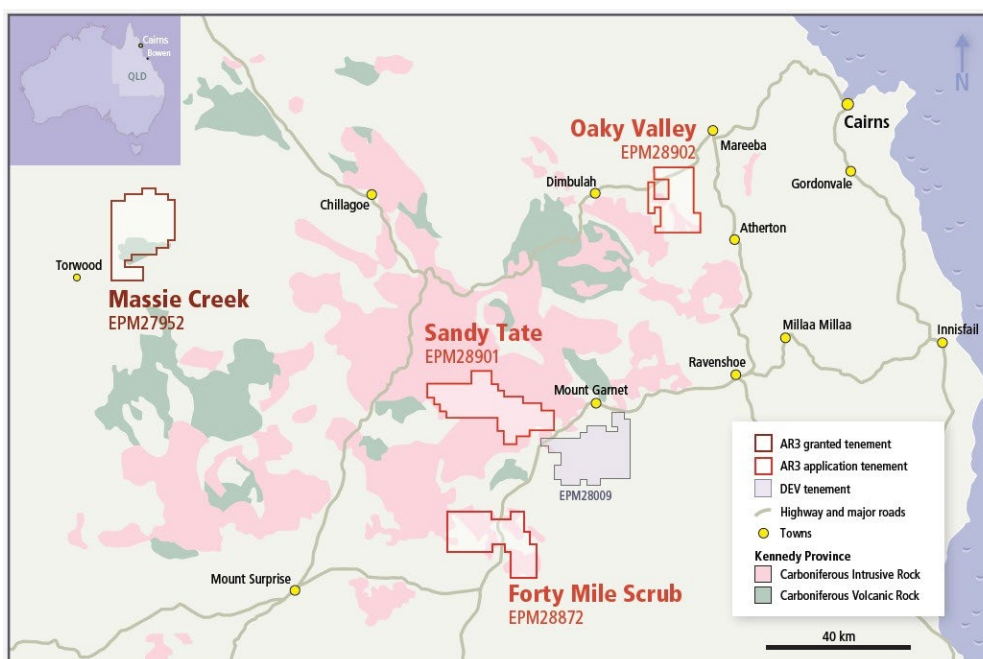 Cairns
Bowen
QLD
N
Cairns
Oaky Valley
EPM28902
Mareeba
Gordonvale
Dimbulah
Chillagoe
Atherton
Torwood
Massie Creek
EPM27952
Sandy Tate
EPM28901
Millaa Millaa
Innisfail
Ravenshoe
Mount Garnet
EPM28009
Mount Surprise
Forty Mile Scrub
EPM28872
AR3 granted tenement
AR3 application tenement
DEV tenement
Highway and major roads
Towns
Kennedy Province
Carboniferous Intrusive Rock
Carboniferous Volcanic Rock
40 km